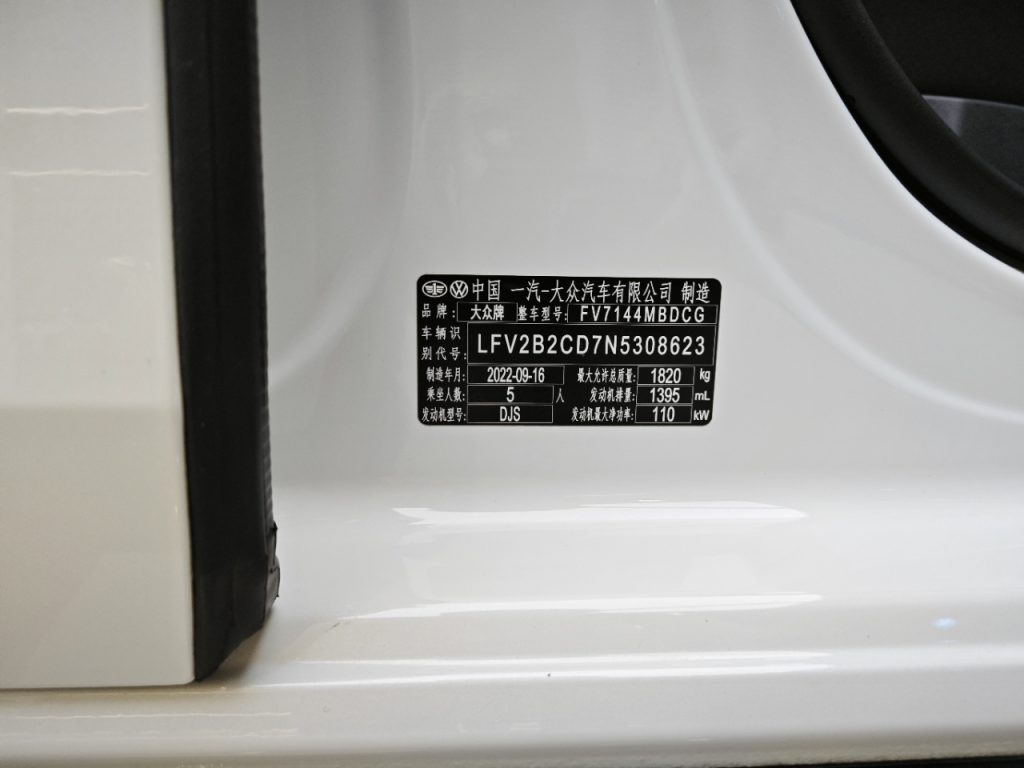 中国 一汽-大众汽车有限公司 制造
品牌: 大众牌 整车型号: FV7144MBDCG
车辆识别代号: LFV2B2CD7N5308623
制造年月: 2022-09-16 最大允许总质量: 1820 kg
乘坐人数: 5 人 发动机排量: 1395 mL
发动机型号: DJS 发动机最大净功率: 110 kW